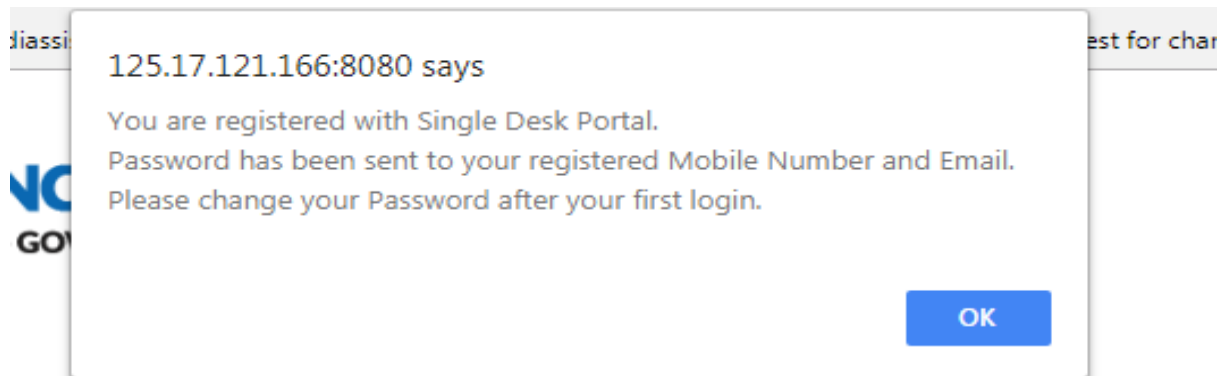 125.17.121.166:8080 says
You are registered with Single Desk Portal.
Password has been sent to your registered Mobile Number and Email.
Please change your Password after your first login.
OK